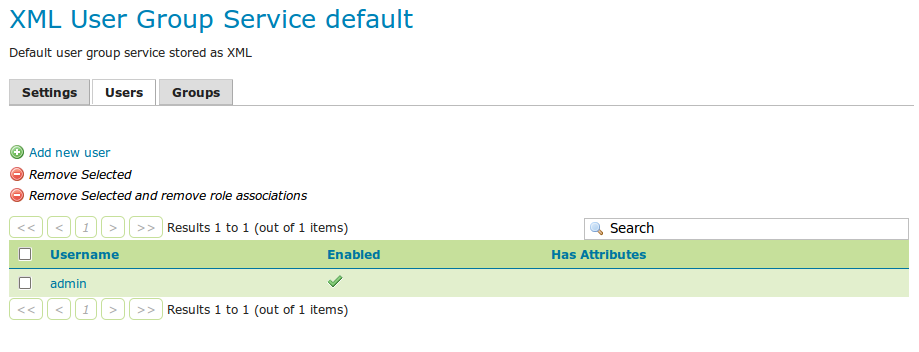 XML User Group Service default
Default user group service stored as XML
Settings Users Groups
Add new user
Remove Selected
Remove Selected and remove role associations
<< < 1 > >> Results 1 to 1 (out of 1 items) Search
Username Enabled Has Attributes
admin
<< < 1 > >> Results 1 to 1 (out of 1 items)